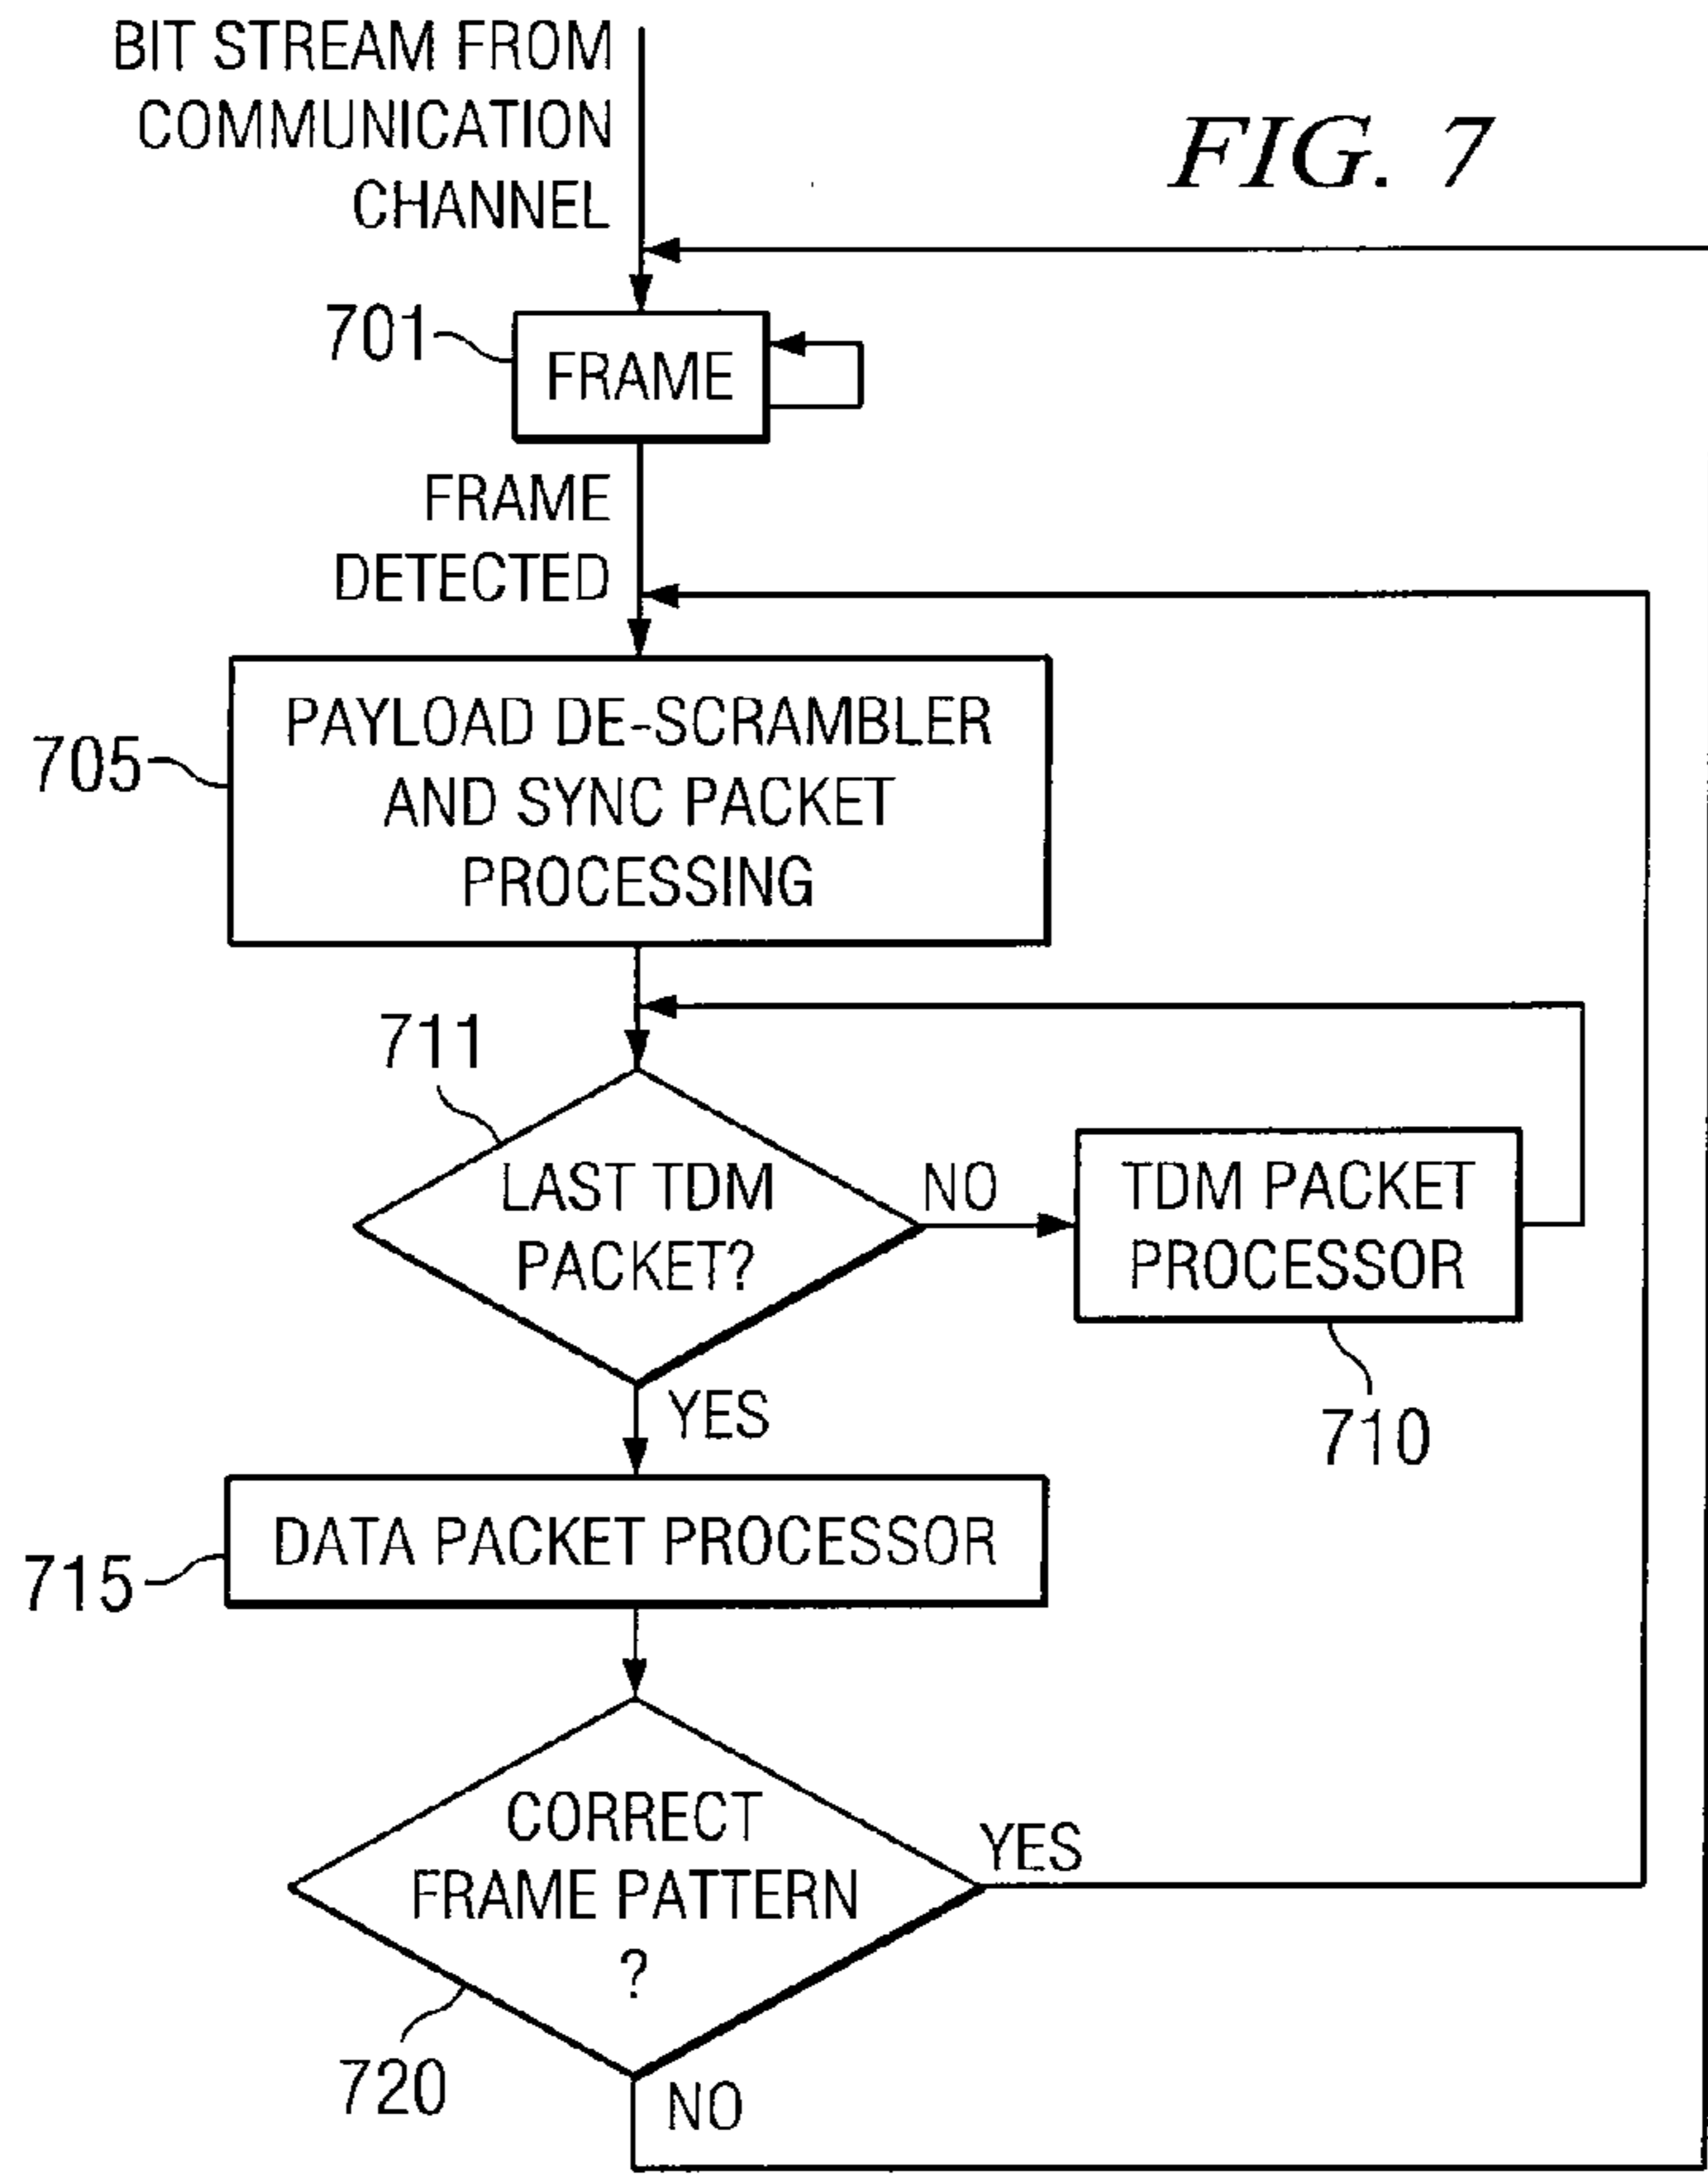 BIT STREAM FROM
COMMUNICATION
CHANNEL
FIG. 7
701
FRAME
FRAME
DETECTED
705
PAYLOAD DE-SCRAMBLER
AND SYNC PACKET
PROCESSING
711
LAST TDM
PACKET?
NO
TDM PACKET
PROCESSOR
710
YES
715
DATA PACKET PROCESSOR
CORRECT
FRAME PATTERN
?
YES
720
NO